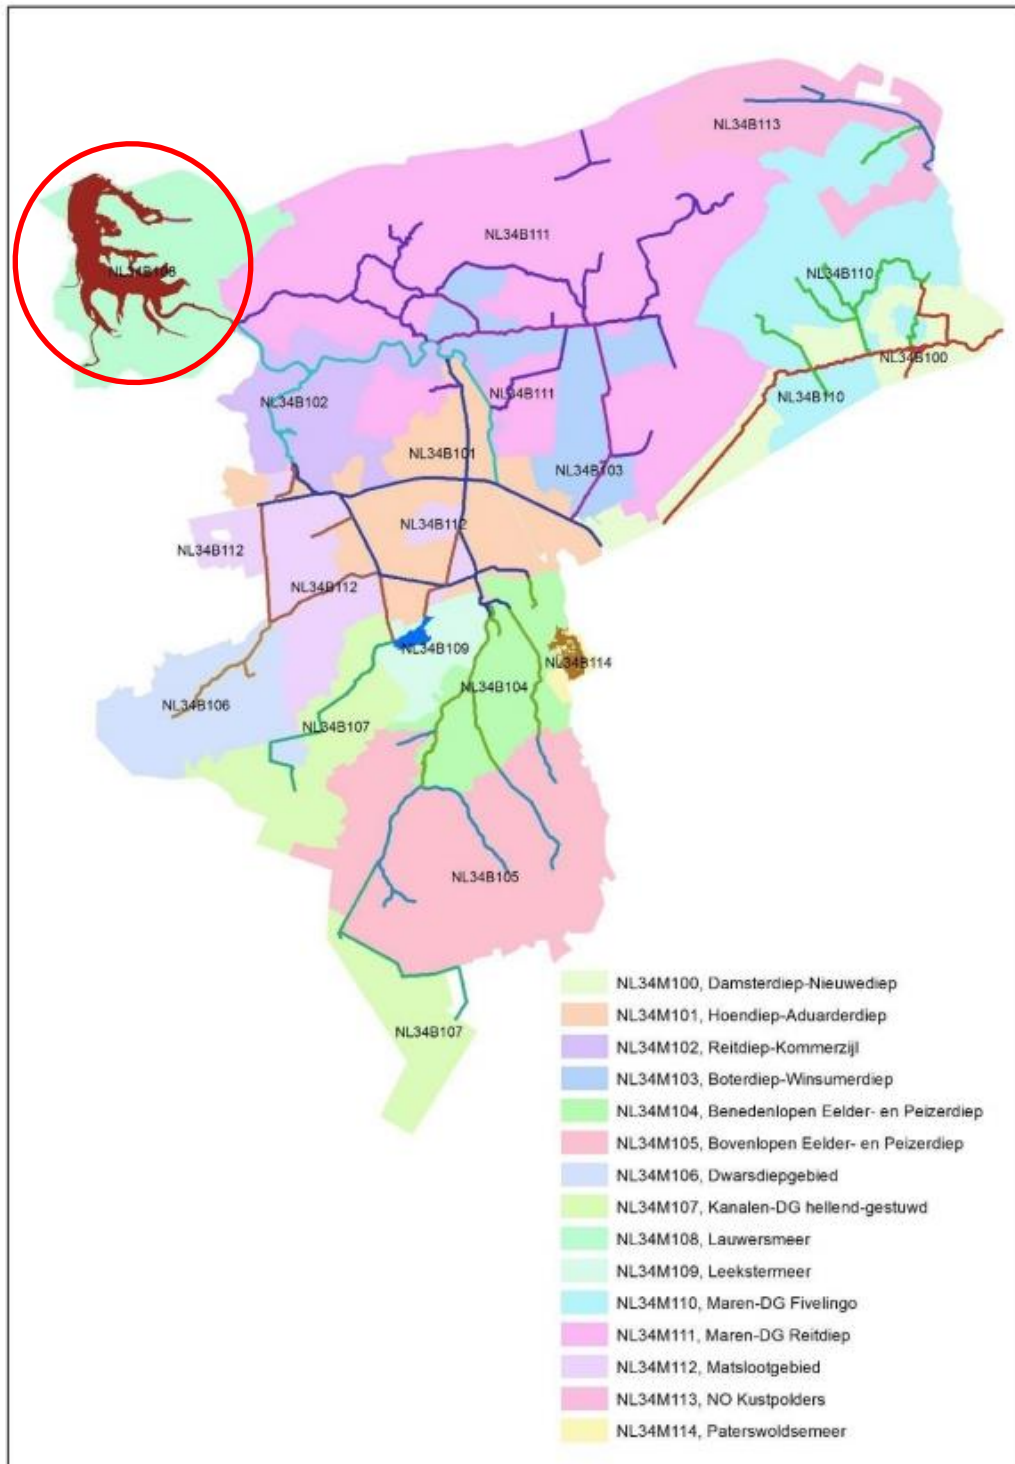 NL34B113
NL34B111
NL34B108
NL34B110
NL34B100
NL34B111
NL34B110
NL34B102
NL34B101
NL34B103
NL34B112
NL34B112
NL34B112
NL34B109
NL34B114
NL34B104
NL34B106
NL34B107
NL34B105
NL34B107
NL34M100, Damsterdiep-Nieuwediep
NL34M101, Hoendiep-Aduarderdiep
NL34M102, Reitdiep-Kommerzijl
NL34M103, Boterdiep-Winsumerdiep
NL34M104, Benedenlopen Eelder- en Peizerdiep
NL34M105, Bovenlopen Eelder- en Peizerdiep
NL34M106, Dwarsdiepgebied
NL34M107, Kanalen-DG hellend-gestuwd
NL34M108, Lauwersmeer
NL34M109, Leekstermeer
NL34M110, Maren-DG Fivelingo
NL34M111, Maren-DG Reitdiep
NL34M112, Matslootgebied
NL34M113, NO Kustpolders
NL34M114, Paterswoldsemeer